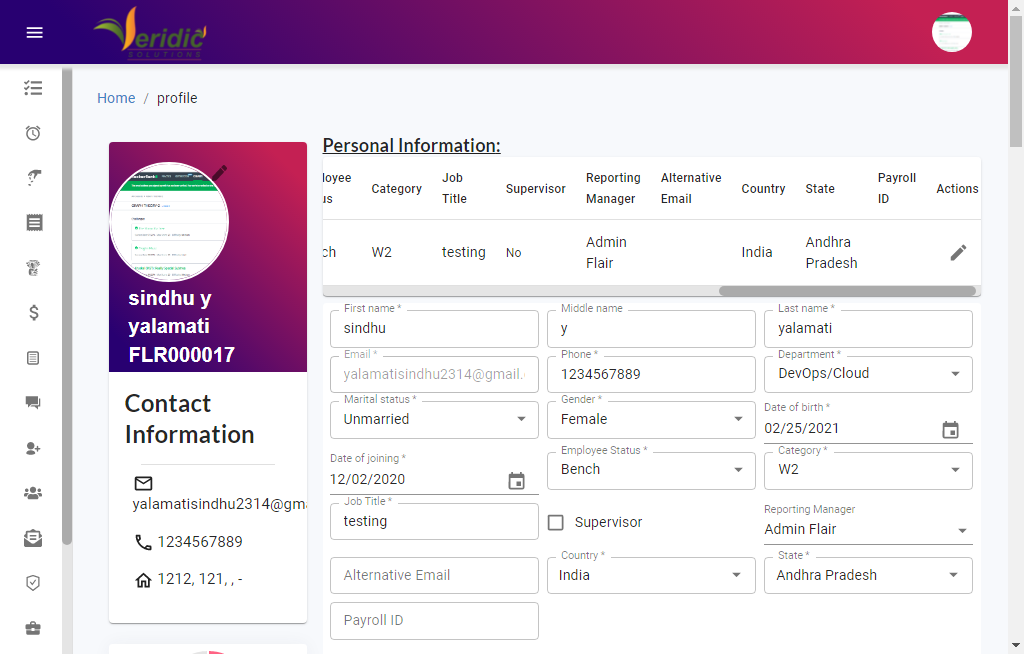 eridic
SOLUTIONS
Home / profile
sindhu y
yalamati
FLR000017
Contact
Information
yalamatisindhu2314@gm
1234567889
1212, 121, , -
Personal Information:
loyee
us
Category
Job
Title
Supervisor
Reporting
Manager
Alternative
Email
Country
State
Payroll
ID
Actions
ch
W2
testing
No
Admin
Flair
India
Andhra
Pradesh
First name *
sindhu
Middle name
y
Last name *
yalamati
Email *
yalamatisindhu2314@gmail.
Phone *
1234567889
Department *
DevOps/Cloud
Marital status *
Unmarried
Gender *
Female
Date of birth *
02/25/2021
Date of joining *
12/02/2020
Employee Status *
Bench
Category *
W2
Job Title *
testing
Supervisor
Reporting Manager
Admin Flair
Alternative Email
Country *
India
State *
Andhra Pradesh
Payroll ID